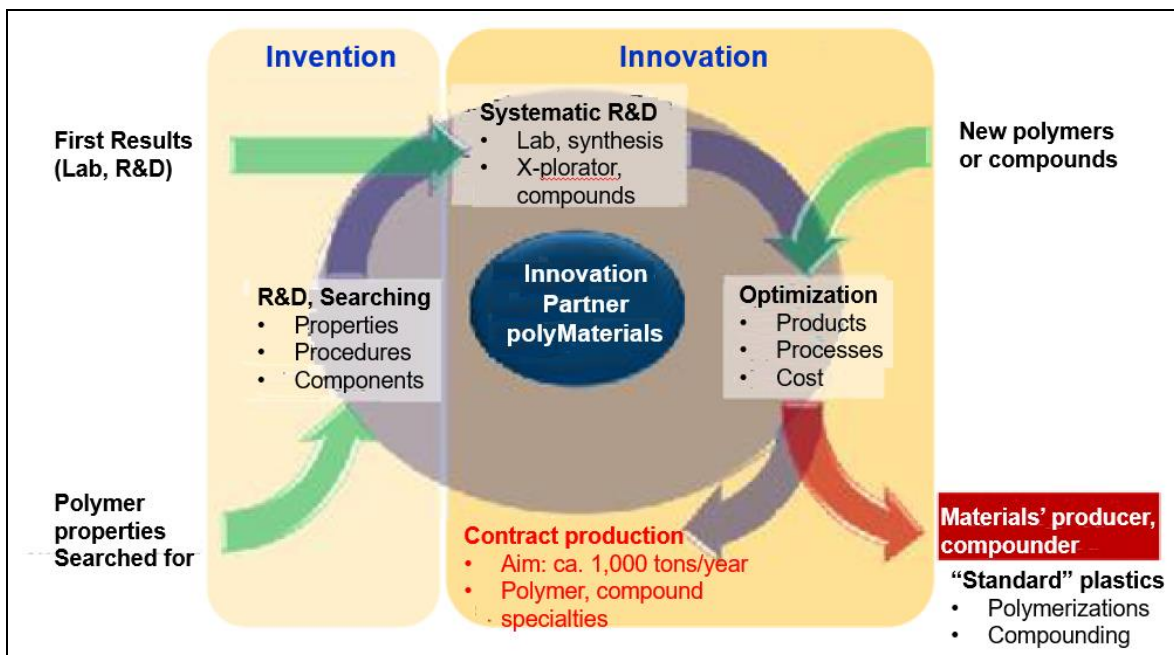 Invention
Innovation
First Results
(Lab, R&D)
Systematic R&D
• Lab, synthesis
• X-plorator,
compounds
New polymers
or compounds
Innovation
Partner
polyMaterials
R&D, Searching
• Properties
• Procedures
• Components
Optimization
• Products
• Processes
• Cost
Polymer
properties
Searched for
Contract production
• Aim: ca. 1,000 tons/year
• Polymer, compound
specialties
Materials’ producer,
compounder
“Standard” plastics
• Polymerizations
• Compounding